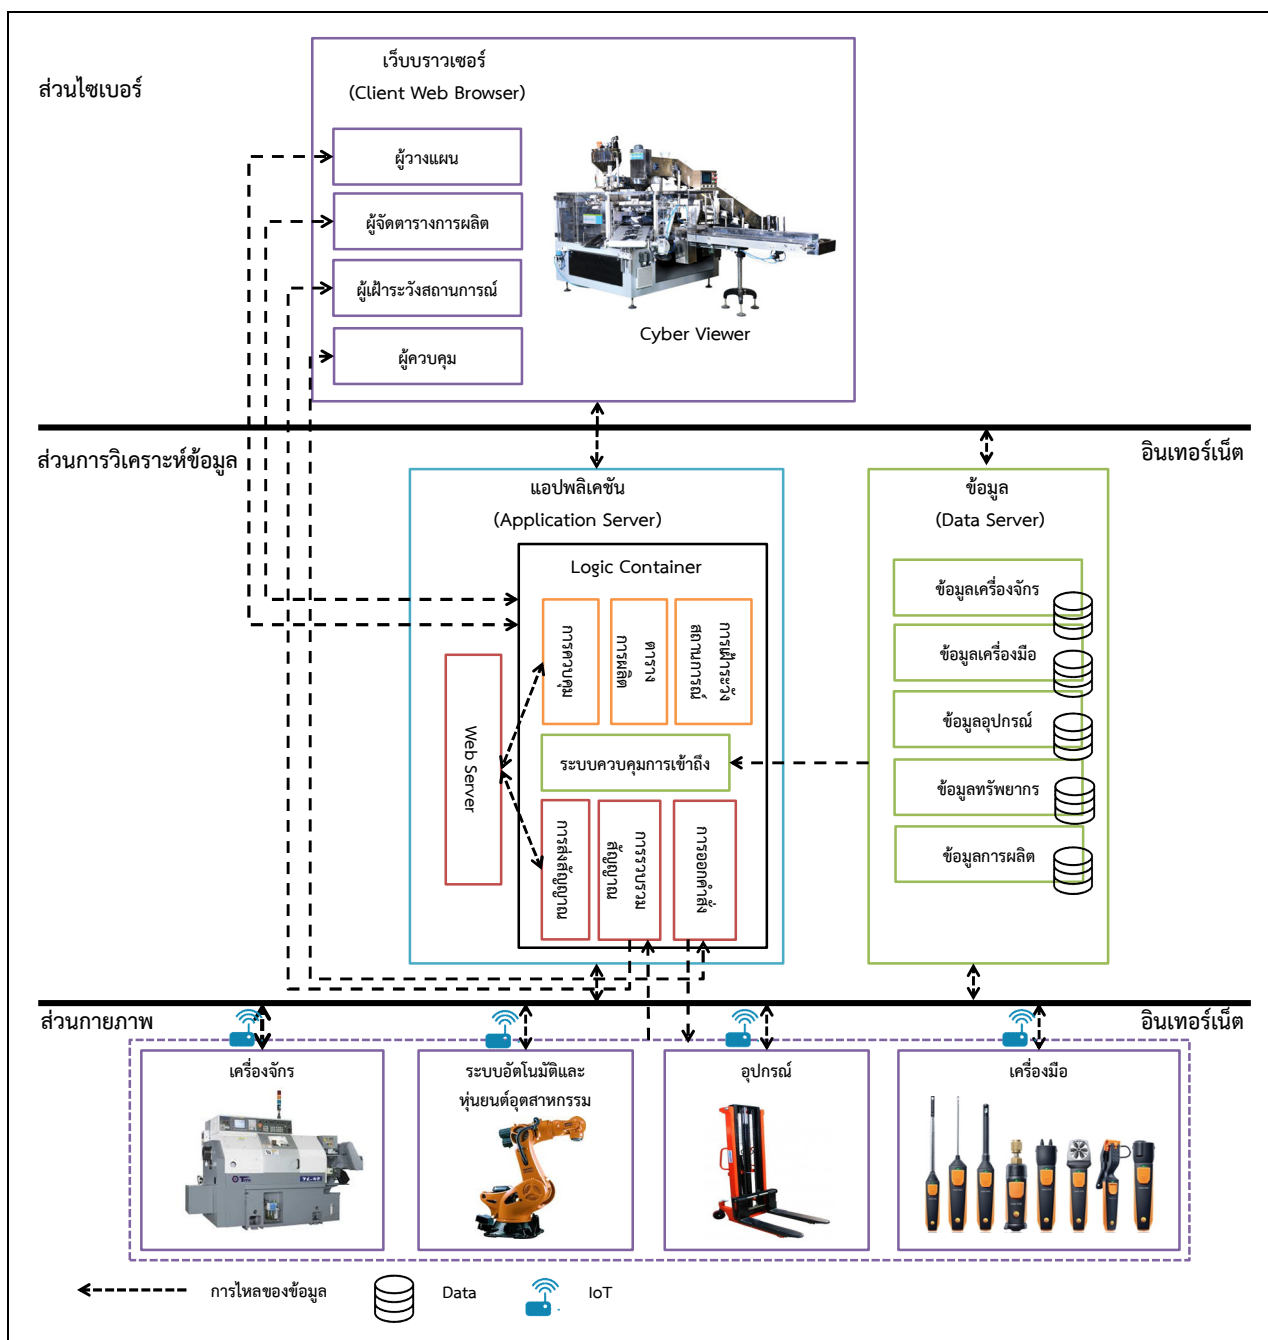 ส่วนไซเบอร์
เว็บบราวเซอร์
(Client Web Browser)
ผู้วางแผน
ผู้จัดตารางการผลิต
ผู้เฝ้าระวังสถานการณ์
ผู้ควบคุม
Cyber Viewer
ส่วนการวิเคราะห์ข้อมูล
อินเทอร์เน็ต
แอปพลิเคชัน
(Application Server)
Logic Container
การควบคุม
ตาราง
การผลิต
การเฝ้าระวัง
สถานการณ์
Web Server
ระบบควบคุมการเข้าถึง
การส่งสัญญาณ
การรวบรวม
สัญญาณ
การออกคำสั่ง
ข้อมูล
(Data Server)
ข้อมูลเครื่องจักร
ข้อมูลเครื่องมือ
ข้อมูลอุปกรณ์
ข้อมูลทรัพยากร
ข้อมูลการผลิต
ส่วนกายภาพ
อินเทอร์เน็ต
เครื่องจักร
ระบบอัตโนมัติและ
หุ่นยนต์อุตสาหกรรม
อุปกรณ์
เครื่องมือ
การไหลของข้อมูล
Data
IoT